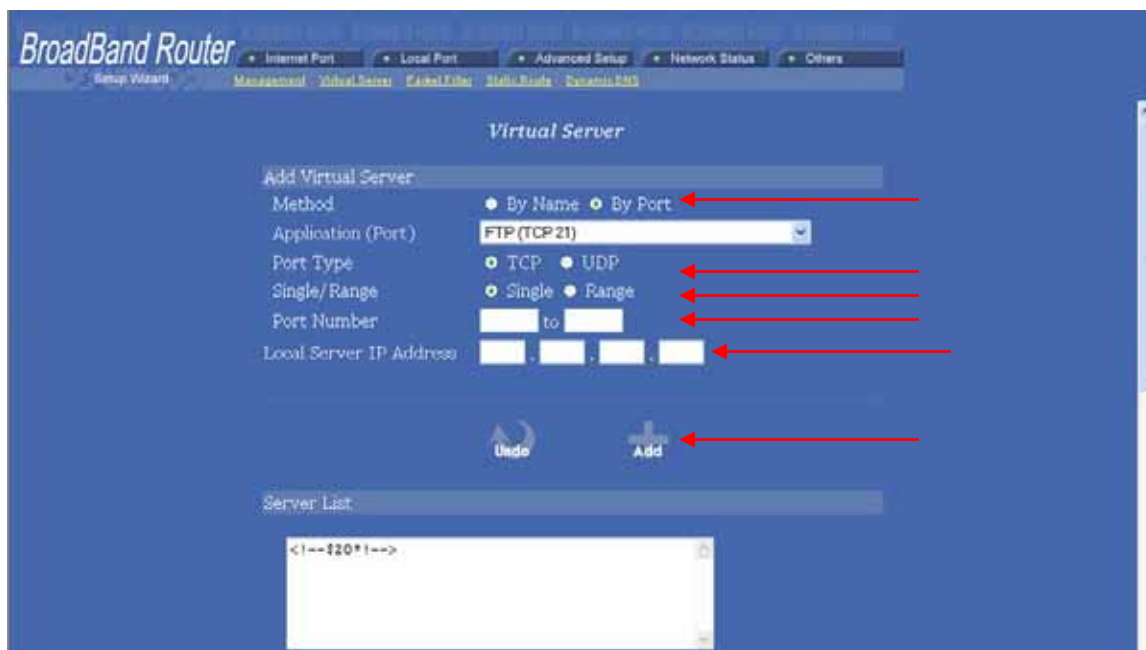 BroadBand Router
Internet Port Local Port Advanced Setup Network Status Others
Setup Wizard Management Virtual Server Packet Filter Static Route Dynamic DNS
Virtual Server
Add Virtual Server
Method By Name By Port
Application (Port) FTP (TCP 21)
Port Type TCP UDP
Single/Range Single Range
Port Number to
Local Server IP Address . . .
Undo Add
Server List
<!--$20*!-->